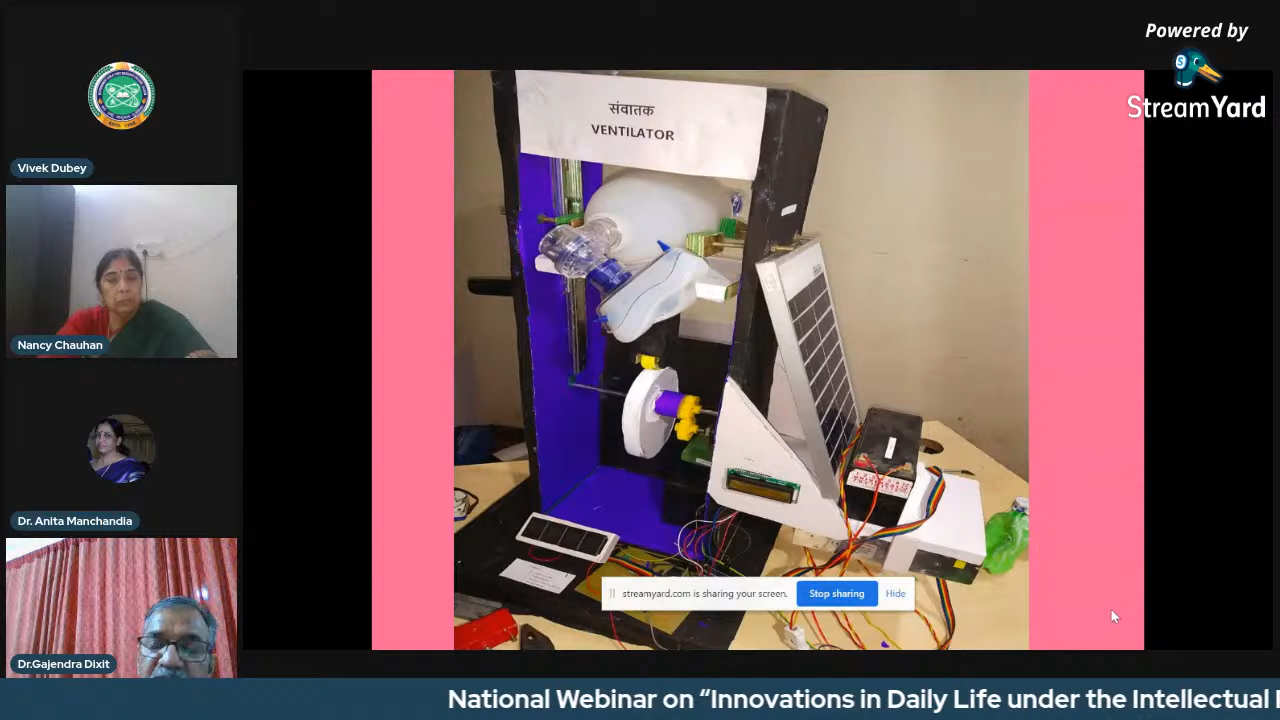 Powered by
StreamYard
Vivek Dubey
Nancy Chauhan
Dr. Anita Manchandia
Dr.Gajendra Dixit
संवातक
VENTILATOR
streamyard.com is sharing your screen.
Stop sharing
Hide
National Webinar on “Innovations in Daily Life under the Intellectual